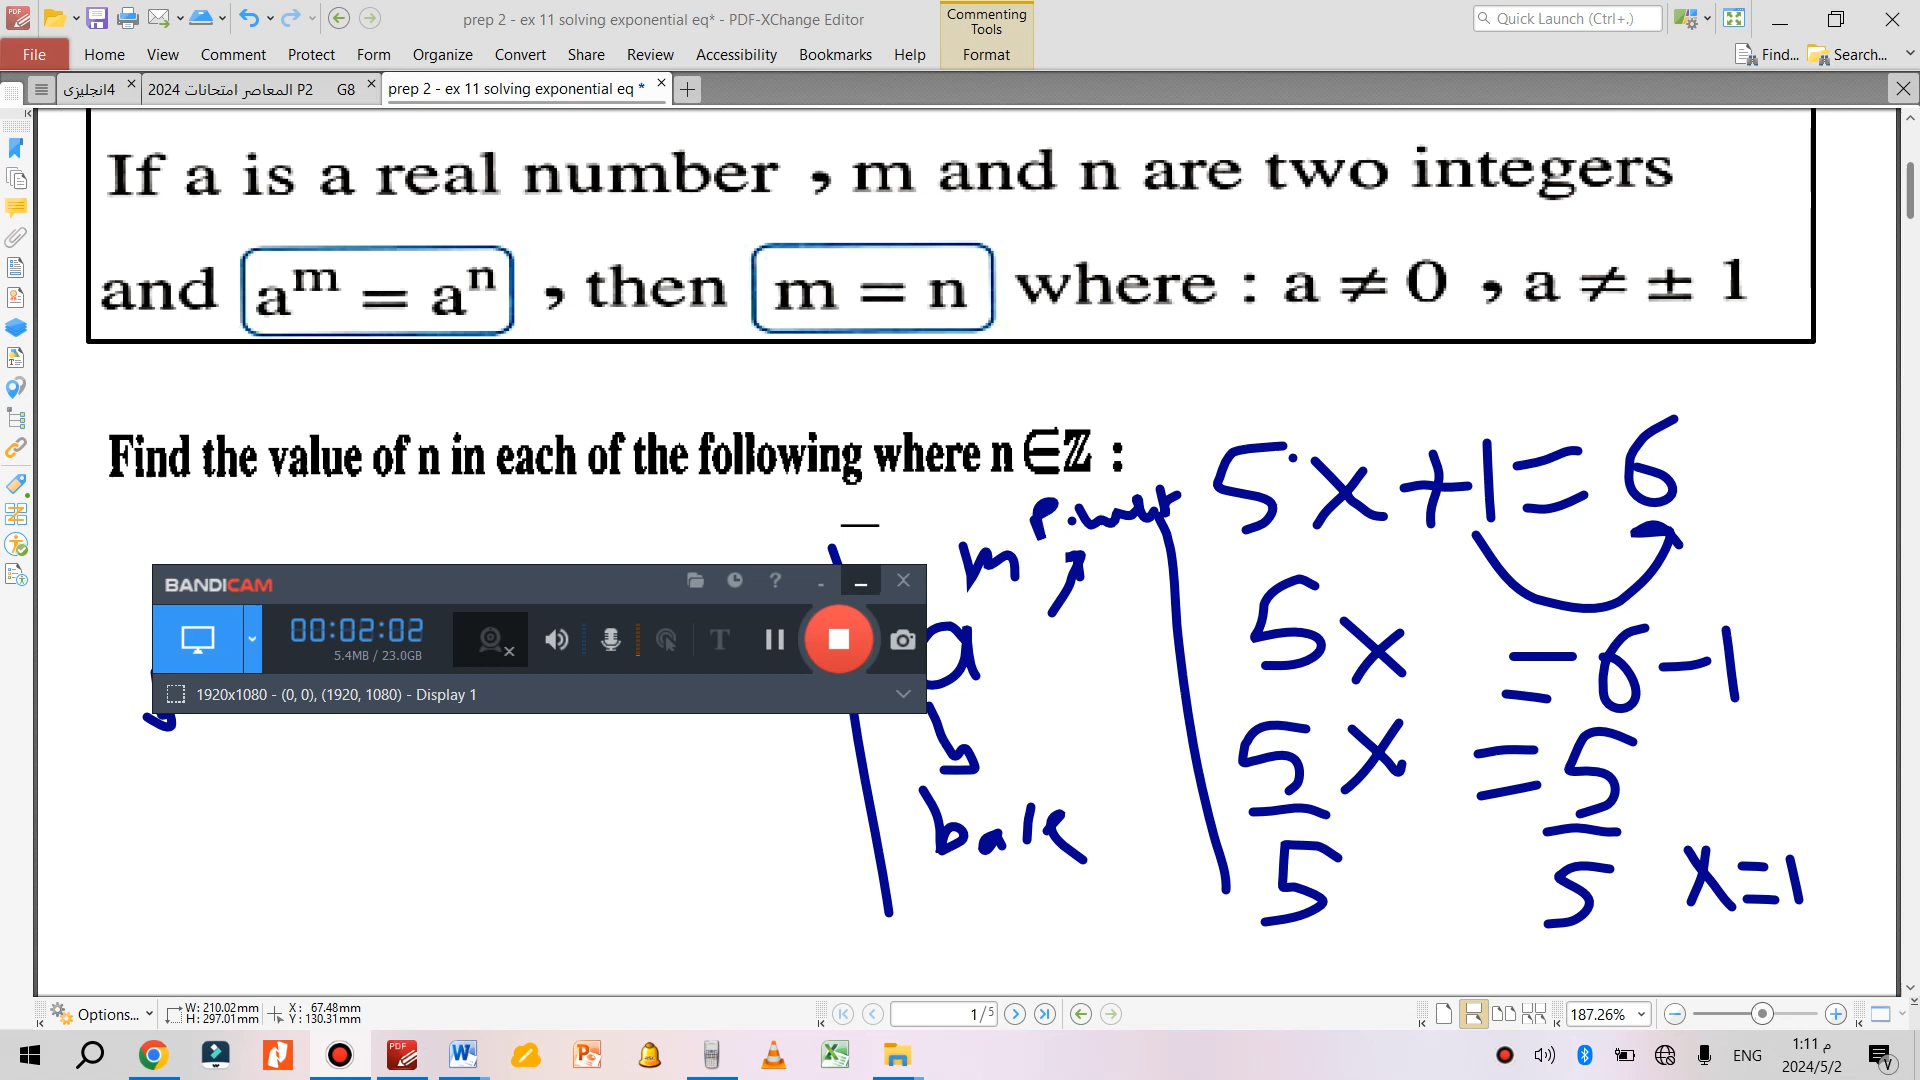 prep 2 - ex 11 solving exponential eq* - PDF-XChange Editor
Commenting Tools
Quick Launch (Ctrl+.)
File Home View Comment Protect Form Organize Convert Share Review Accessibility Bookmarks Help Format
Find... Search...
4انجليزى
المعاصر امتحانات 2024 P2 G8
prep 2 - ex 11 solving exponential eq *
If a is a real number , m and n are two integers
and a^m = a^n , then m = n where : a ≠ 0 , a ≠ ± 1
Find the value of n in each of the following where n ∈ ℤ :
5x + 1 = 6
m
a
5x = 6 - 1
5x = 5
5 5
x = 1
BANDICAM
00:02:02
5.4MB / 23.0GB
1920x1080 - (0, 0), (1920, 1080) - Display 1
Options...
W: 210.02mm
H: 297.01mm
X: 67.48mm
Y: 130.31mm
1/5
187.26%
ENG
1:11 م
2024/5/2